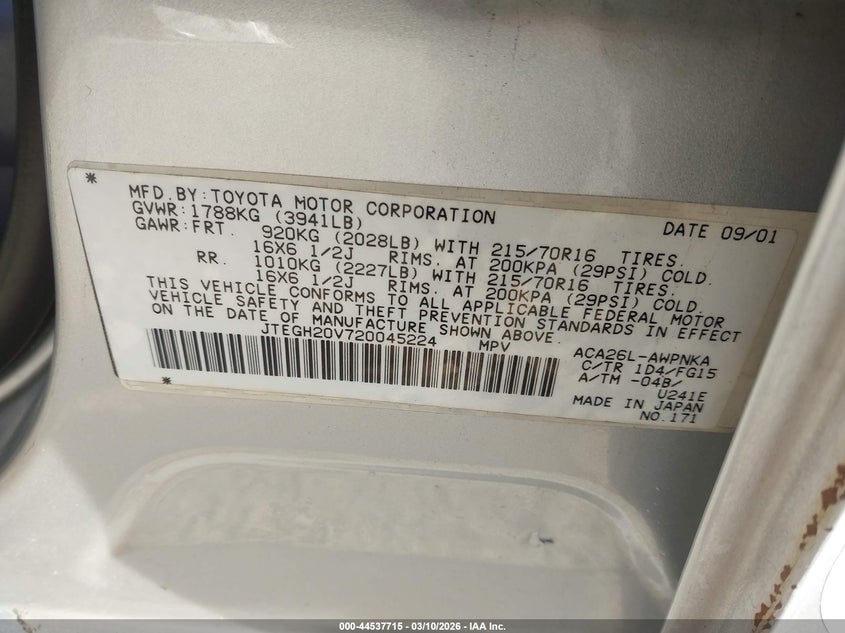 *
MFD.BY:TOYOTA MOTOR CORPORATION DATE 09/01
GVWR:1788KG (3941LB)
GAWR:FRT. 920KG (2028LB) WITH 215/70R16 TIRES.
16X6 1/2J RIMS. AT 200KPA (29PSI) COLD.
RR. 1010KG (2227LB) WITH 215/70R16 TIRES.
16X6 1/2J RIMS. AT 200KPA (29PSI) COLD.
THIS VEHICLE CONFORMS TO ALL APPLICABLE FEDERAL MOTOR
VEHICLE SAFETY AND THEFT PREVENTION STANDARDS IN EFFECT
ON THE DATE OF MANUFACTURE SHOWN ABOVE.
JTEGH20V720045224 MPV
ACA26L-AWPNKA
C/TR 1D4/FG15
A/TM -04B/
U241E
MADE IN JAPAN
NO.171
*
000-44537715 - 03/10/2026 - IAA Inc.